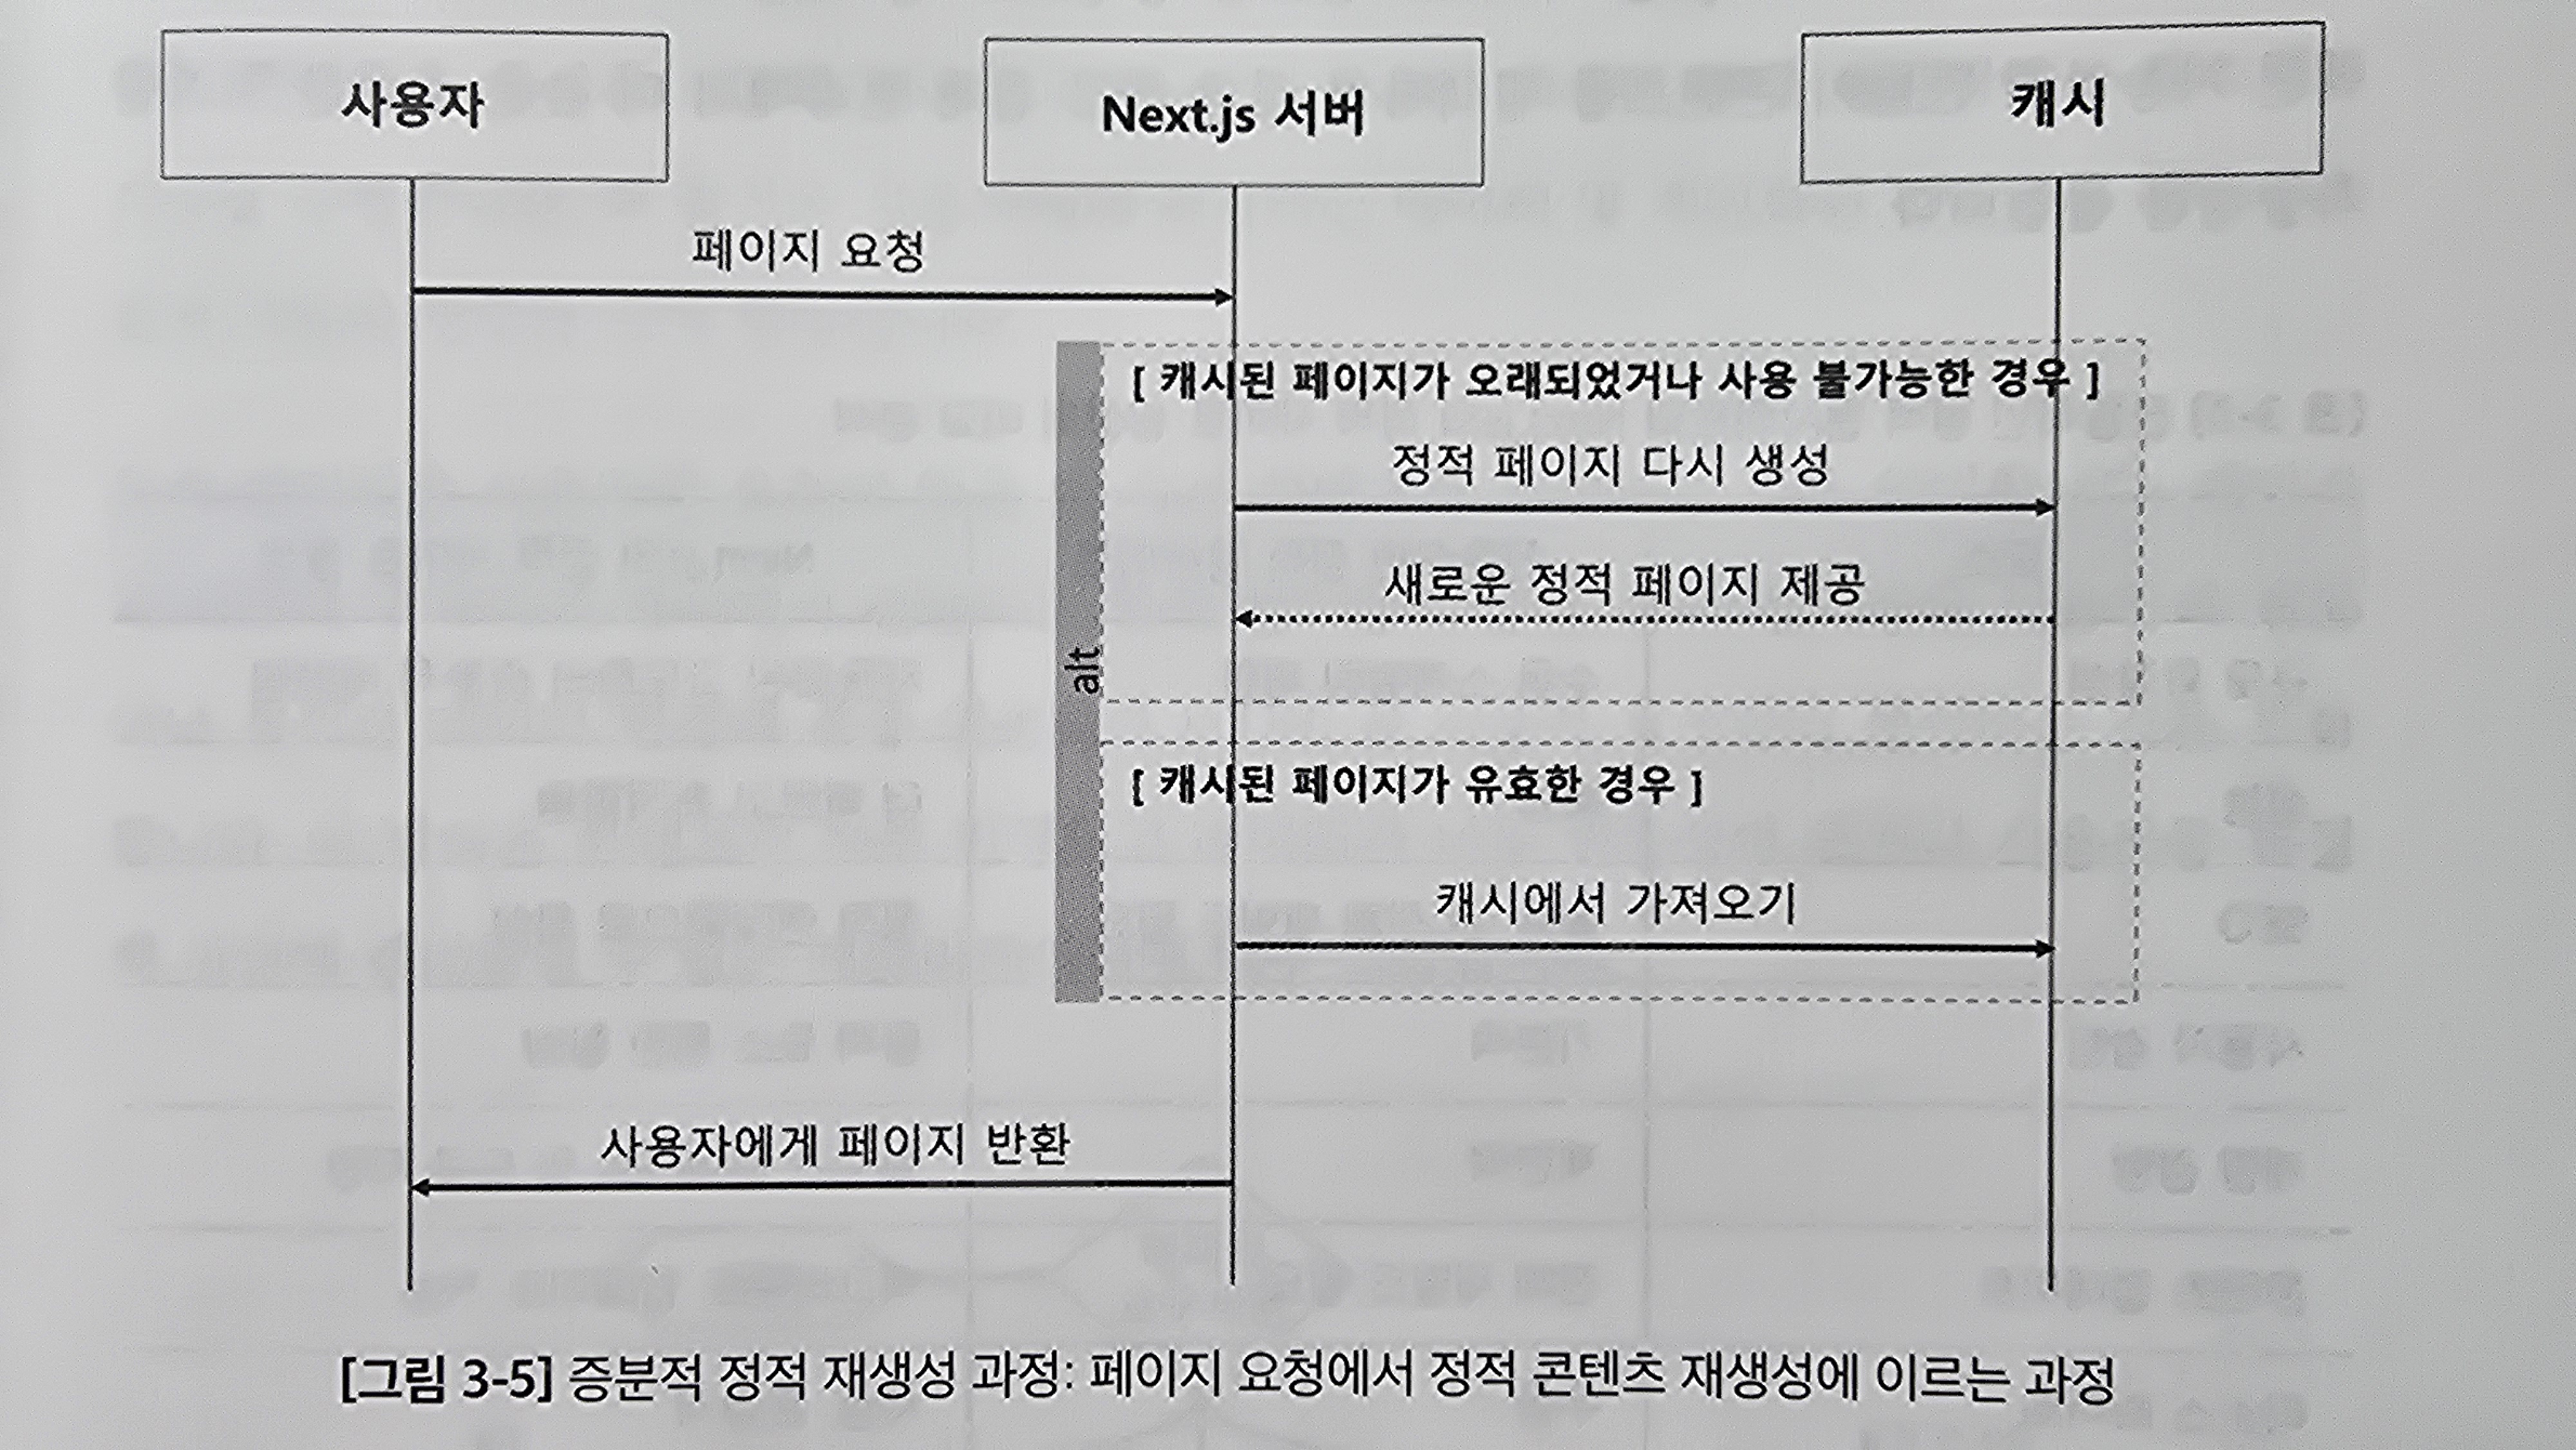 사용자
Next.js 서버
캐시
페이지 요청
[ 캐시된 페이지가 오래되었거나 사용 불가능한 경우 ]
정적 페이지 다시 생성
새로운 정적 페이지 제공
alt
[ 캐시된 페이지가 유효한 경우 ]
캐시에서 가져오기
사용자에게 페이지 반환
[그림 3-5] 증분적 정적 재생성 과정: 페이지 요청에서 정적 콘텐츠 재생성에 이르는 과정